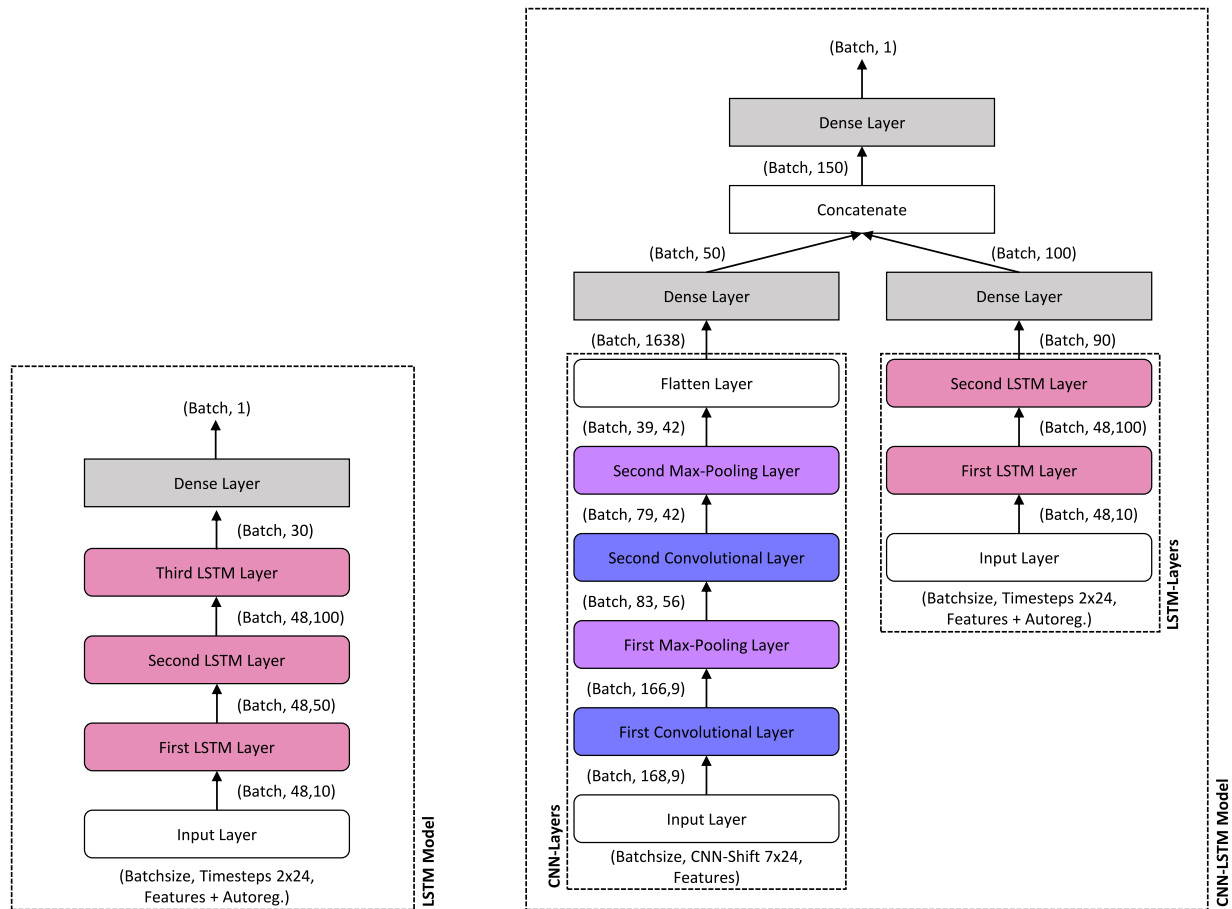 (Batch, 1)
Dense Layer
(Batch, 30)
Third LSTM Layer
(Batch, 48,100)
Second LSTM Layer
(Batch, 48,50)
First LSTM Layer
(Batch, 48,10)
Input Layer
(Batchsize, Timesteps 2x24,
Features + Autoreg.)
LSTM Model
(Batch, 1)
Dense Layer
(Batch, 150)
Concatenate
(Batch, 50)
(Batch, 100)
Dense Layer
(Batch, 1638)
Flatten Layer
(Batch, 39, 42)
Second Max-Pooling Layer
(Batch, 79, 42)
Second Convolutional Layer
(Batch, 83, 56)
First Max-Pooling Layer
(Batch, 166,9)
First Convolutional Layer
(Batch, 168,9)
Input Layer
(Batchsize, CNN-Shift 7x24,
Features)
CNN-Layers
Dense Layer
(Batch, 90)
Second LSTM Layer
(Batch, 48,100)
First LSTM Layer
(Batch, 48,10)
Input Layer
(Batchsize, Timesteps 2x24,
Features + Autoreg.)
LSTM-Layers
CNN-LSTM Model